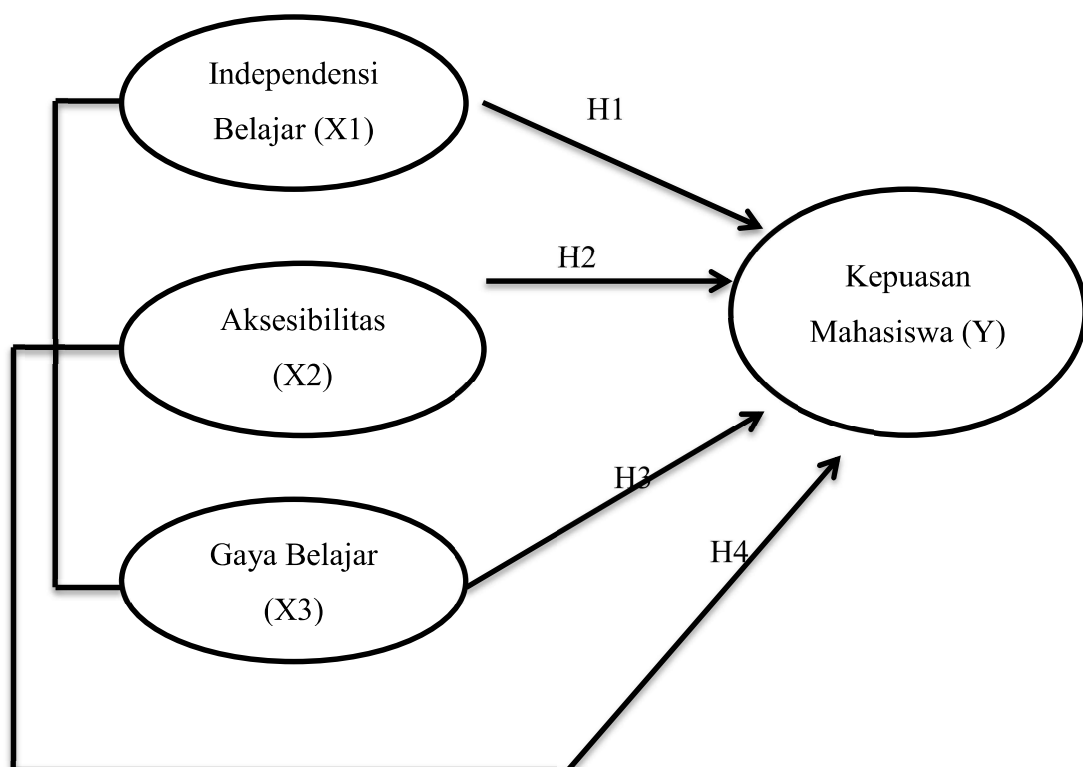 Independensi
Belajar (X1)
H1
H2
Kepuasan
Mahasiswa (Y)
Aksesibilitas
(X2)
H3
Gaya Belajar
(X3)
H4